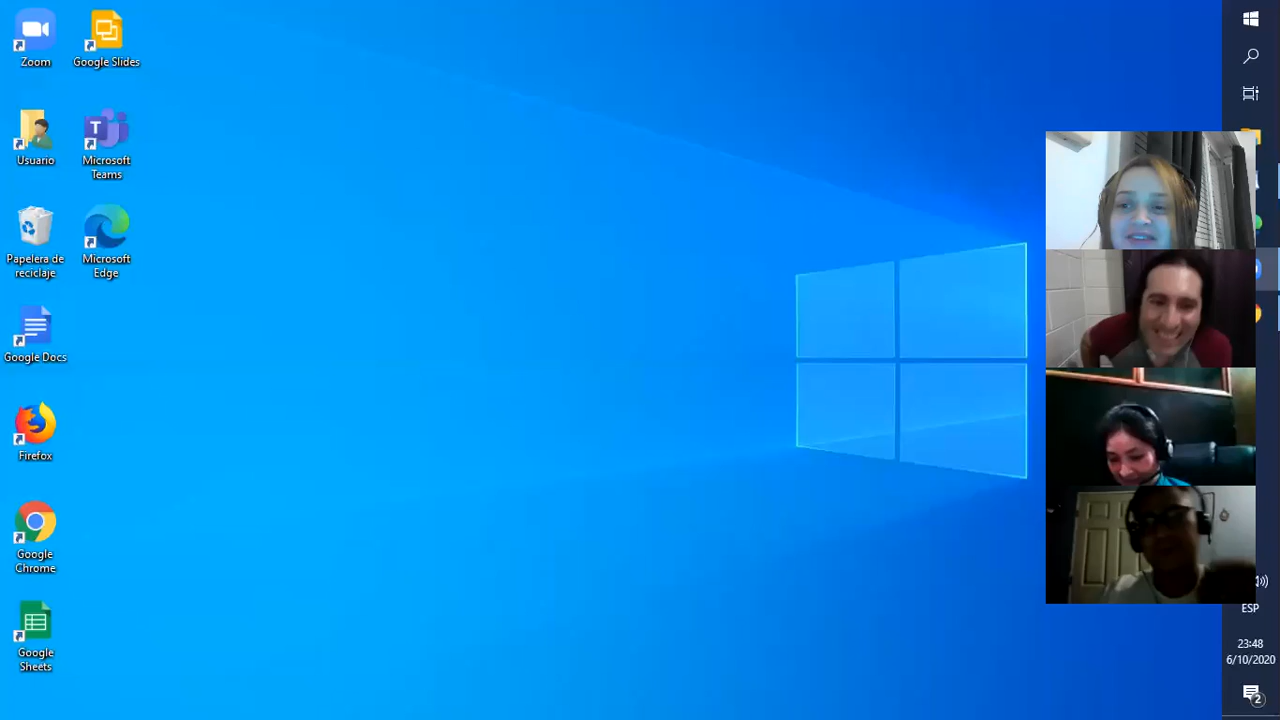 Zoom
Google Slides
Usuario
Microsoft
Teams
Papelera de
reciclaje
Microsoft
Edge
Google Docs
Firefox
Google
Chrome
Google
Sheets
ESP
23:48
6/10/2020
2